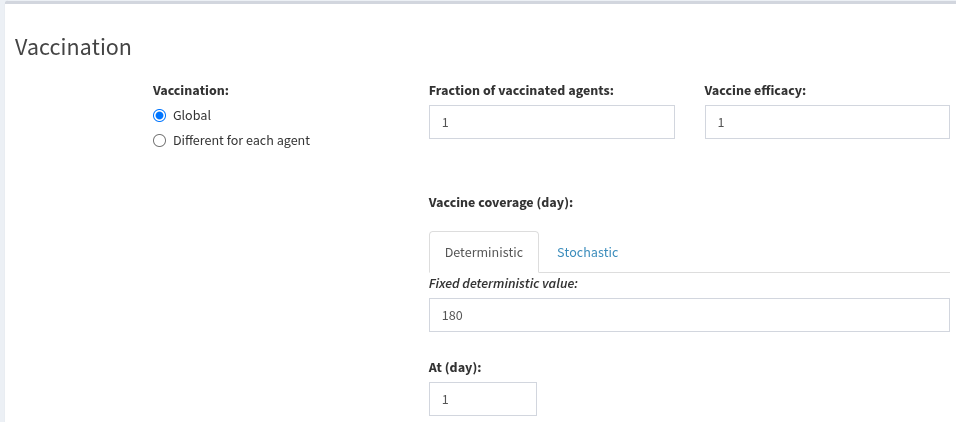 Vaccination
Vaccination:
Global
Different for each agent
Fraction of vaccinated agents:
1
Vaccine efficacy:
1
Vaccine coverage (day):
Deterministic
Stochastic
Fixed deterministic value:
180
At (day):
1